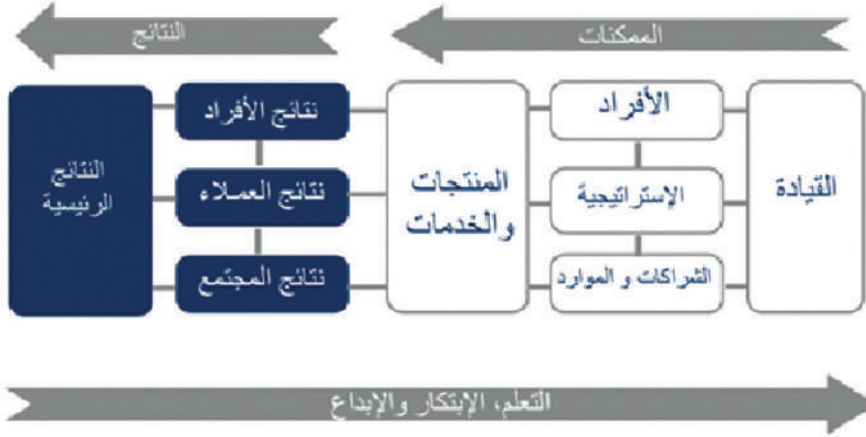 الممكنات
النتائج
القيادة
الأفراد
الإستراتيجية
الشراكات و الموارد
المنتجات
والخدمات
نتائج الأفراد
نتائج العملاء
نتائج المجتمع
النتائج
الرئيسية
التعلم، الإبتكار والإبداع